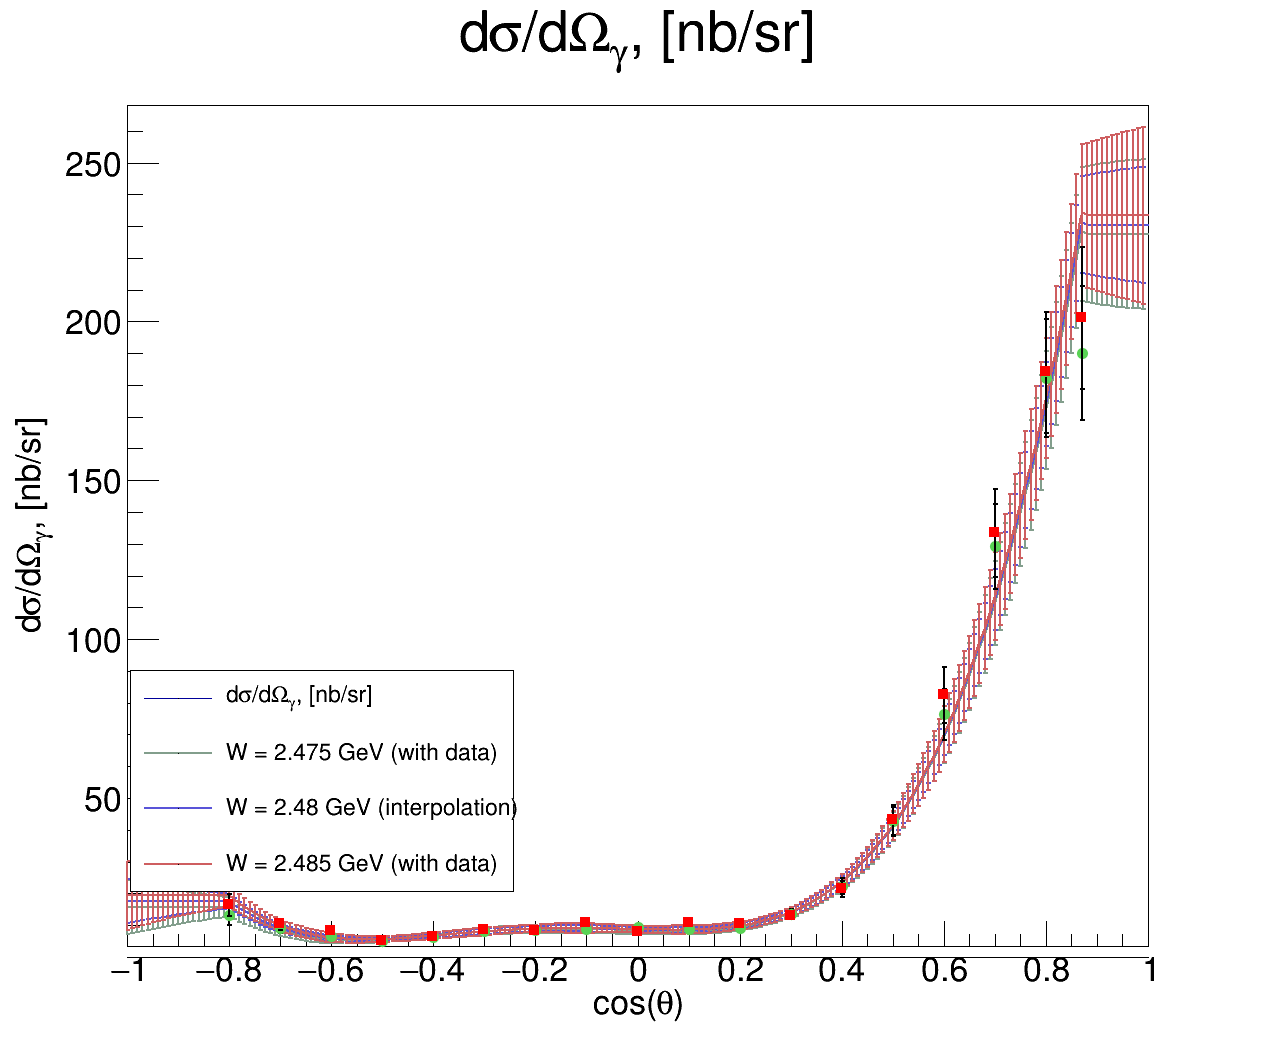 dσ/dΩγ, [nb/sr]
dσ/dΩγ, [nb/sr]
250
200
150
100
50
dσ/dΩγ, [nb/sr]
W = 2.475 GeV (with data)
W = 2.48 GeV (interpolation)
W = 2.485 GeV (with data)
−1 −0.8 −0.6 −0.4 −0.2 0 0.2 0.4 0.6 0.8 1
cos(θ)